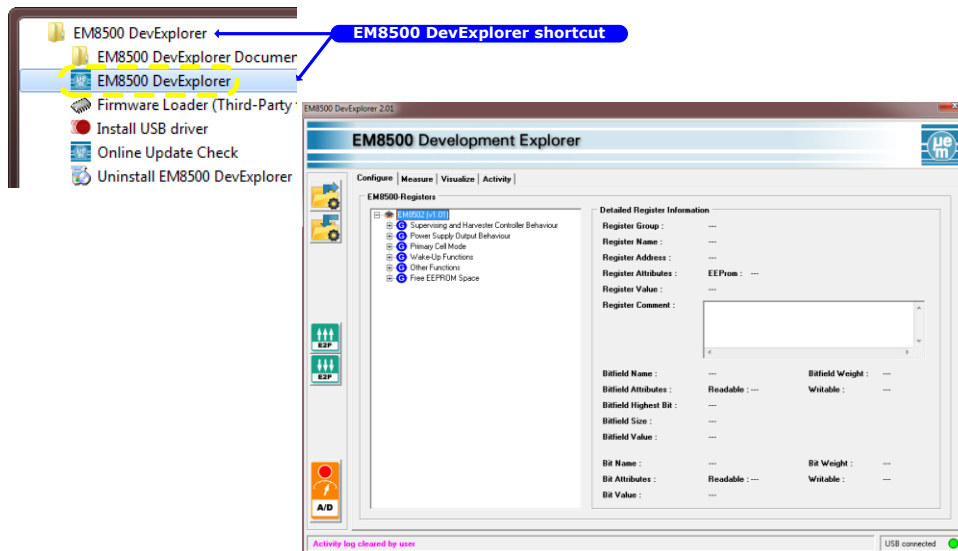 EM8500 DevExplorer
EM8500 DevExplorer shortcut
EM8500 DevExplorer Documen
EM8500 DevExplorer
Firmware Loader (Third-Party
Install USB driver
Online Update Check
Uninstall EM8500 DevExplorer
EM8500 DevExplorer 2.01
EM8500 Development Explorer
μem
Configure Measure Visualize Activity
EM8500-Registers
EM8502 (v1.01)
Supervising and Harvester Controller Behaviour
Power Supply Output Behaviour
Primary Cell Mode
Wake-Up Functions
Other Functions
Free EEPROM Space
Detailed Register Information
Register Group : ---
Register Name : ---
Register Address : ---
Register Attributes : EEProm : ---
Register Value : ---
Register Comment :
Bitfield Name : --- Bitfield Weight : ---
Bitfield Attributes : Readable : --- Writable : ---
Bitfield Highest Bit : ---
Bitfield Size : ---
Bitfield Value : ---
Bit Name : --- Bit Weight : ---
Bit Attributes : Readable : --- Writable : ---
Bit Value : ---
E2P
E2P
A/D
Activity log cleared by user
USB connected